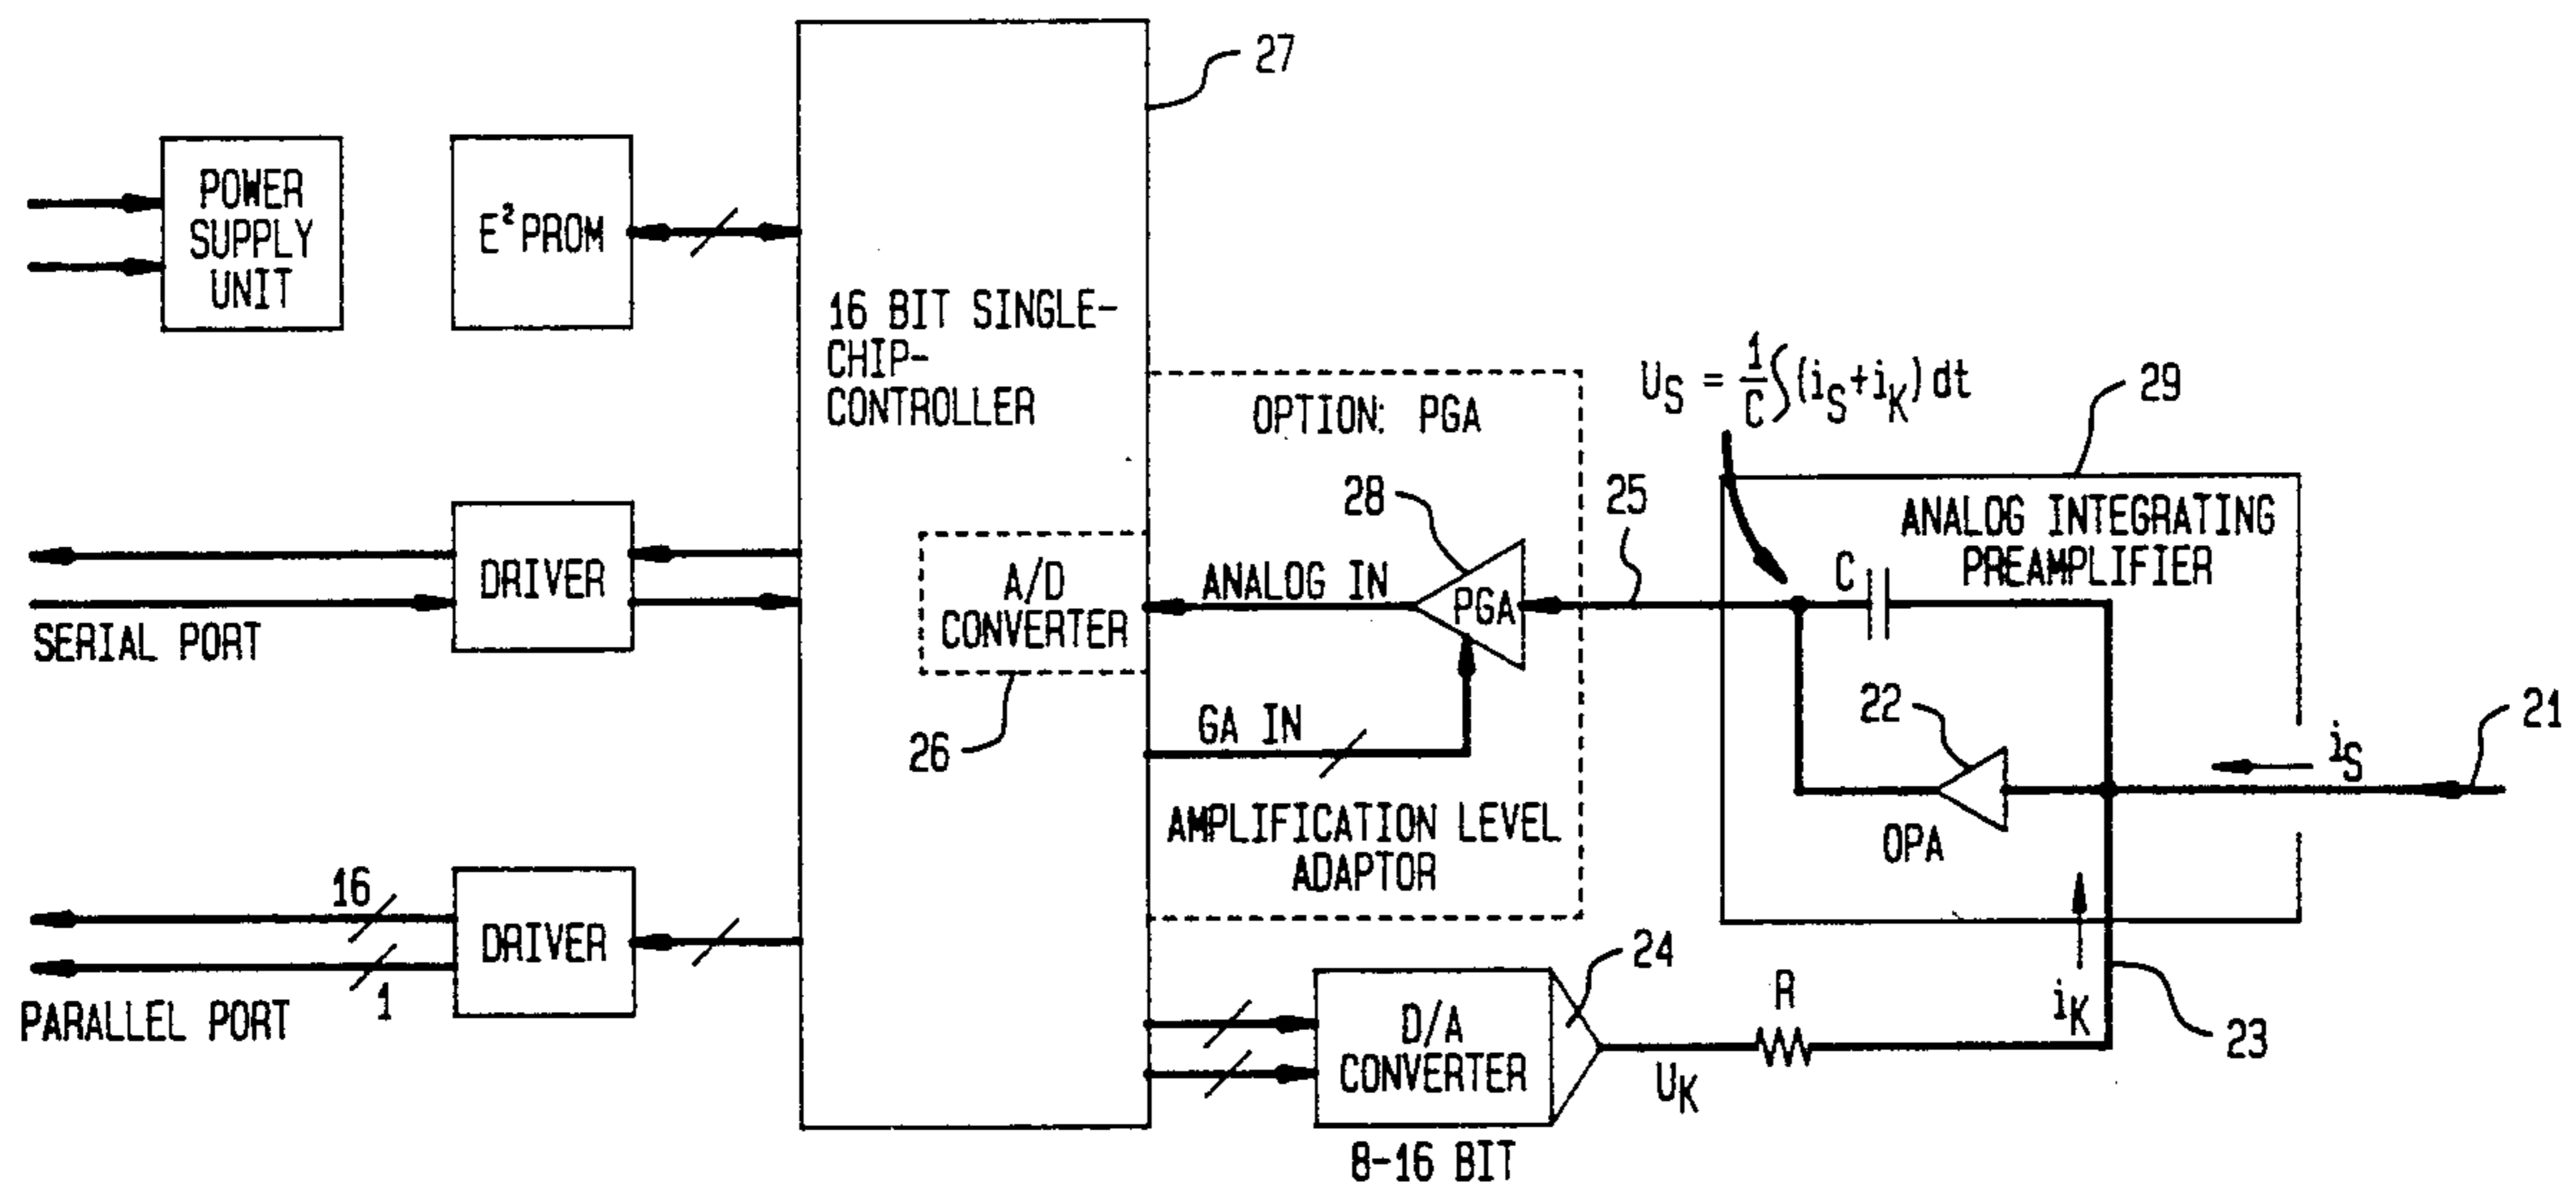 27
POWER
SUPPLY
UNIT
E² PROM
16 BIT SINGLE-
CHIP-
CONTROLLER
U_S = 1/C ∫(i_S+i_K) dt
29
OPTION: PGA
28
25
ANALOG INTEGRATING
PREAMPLIFIER
DRIVER
SERIAL PORT
A/D
CONVERTER
26
ANALOG IN
PGA
C
GA IN
22
OPA
i_S
21
AMPLIFICATION LEVEL
ADAPTOR
16
1
DRIVER
PARALLEL PORT
24
D/A
CONVERTER
8-16 BIT
U_K
R
i_K
23